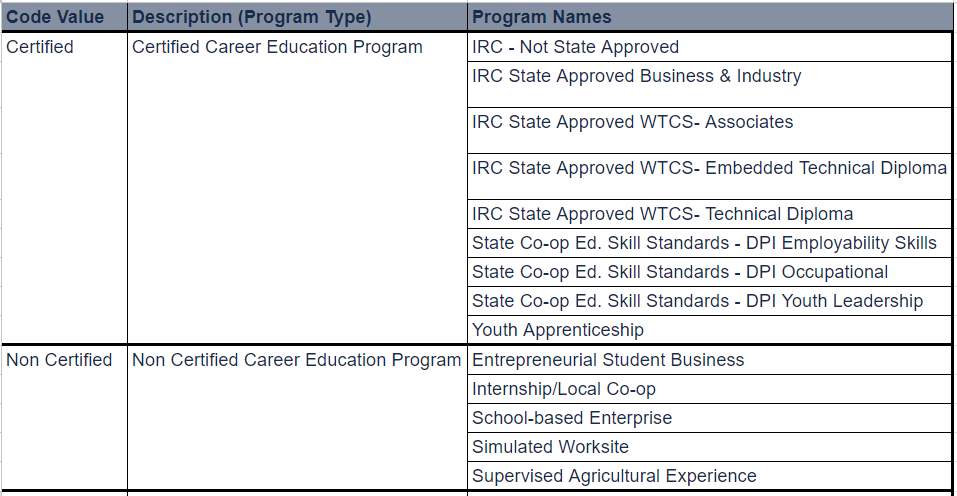 Code Value Description (Program Type) Program Names
Certified Certified Career Education Program IRC - Not State Approved
IRC State Approved Business & Industry
IRC State Approved WTCS- Associates
IRC State Approved WTCS- Embedded Technical Diploma
IRC State Approved WTCS- Technical Diploma
State Co-op Ed. Skill Standards - DPI Employability Skills
State Co-op Ed. Skill Standards - DPI Occupational
State Co-op Ed. Skill Standards - DPI Youth Leadership
Youth Apprenticeship
Non Certified Non Certified Career Education Program Entrepreneurial Student Business
Internship/Local Co-op
School-based Enterprise
Simulated Worksite
Supervised Agricultural Experience